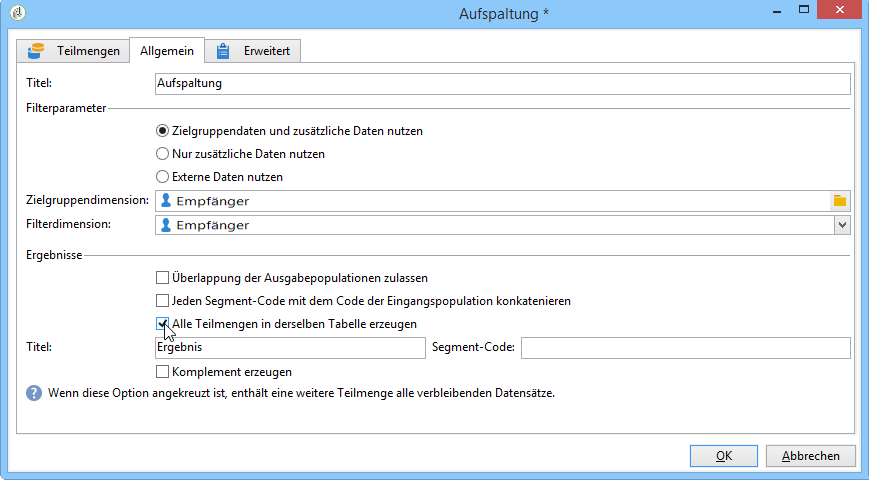 Aufspaltung *
Teilmengen Allgemein Erweitert
Titel: Aufspaltung
Filterparameter
Zielgruppendaten und zusätzliche Daten nutzen
Nur zusätzliche Daten nutzen
Externe Daten nutzen
Zielgruppendimension: Empfänger
Filterdimension: Empfänger
Ergebnisse
Überlappung der Ausgabepopulationen zulassen
Jeden Segment-Code mit dem Code der Eingangspopulation konkatenieren
Alle Teilmengen in derselben Tabelle erzeugen
Titel: Ergebnis Segment-Code:
Komplement erzeugen
? Wenn diese Option angekreuzt ist, enthält eine weitere Teilmenge alle verbleibenden Datensätze.
OK Abbrechen